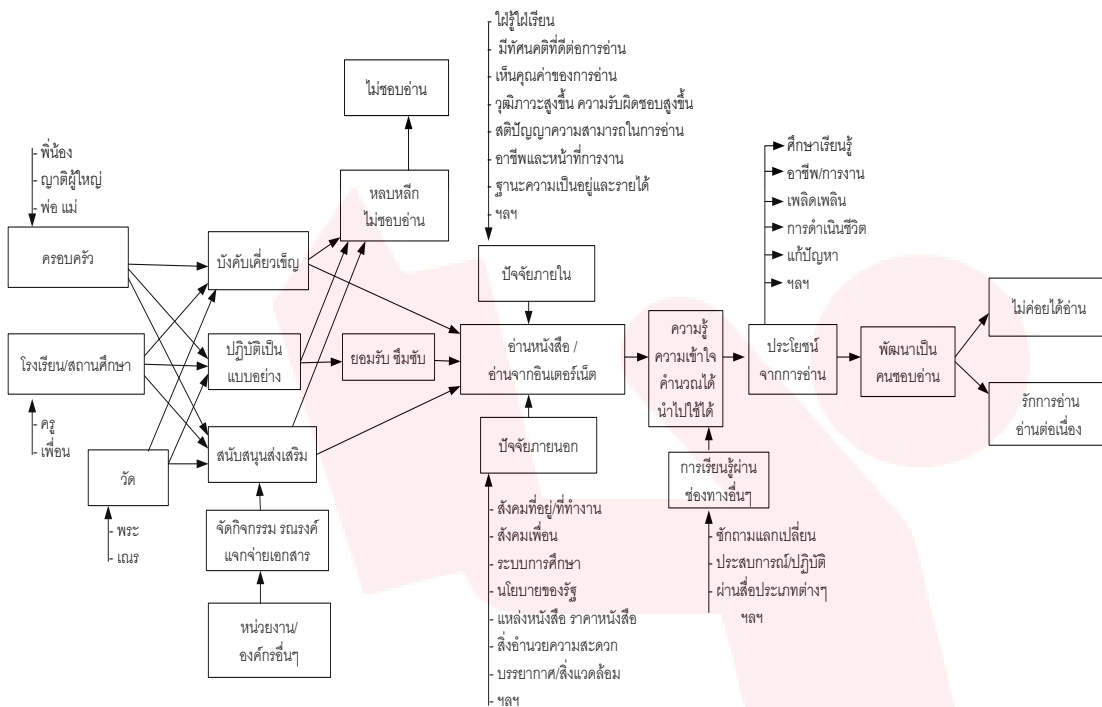 ใฝ่รู้ใฝ่เรียน
- มีทัศนคติที่ดีต่อการอ่าน
- เห็นคุณค่าของการอ่าน
- วุฒิภาวะสูงขึ้น ความรับผิดชอบสูงขึ้น
- สติปัญญาความสามารถในการอ่าน
- อาชีพและหน้าที่การงาน
- ฐานะความเป็นอยู่และรายได้
- ฯลฯ
ไม่ชอบอ่าน
- พี่น้อง
- ญาติผู้ใหญ่
- พ่อ แม่
หลบหลีก
ไม่ชอบอ่าน
ศึกษาเรียนรู้
อาชีพ/การงาน
เพลิดเพลิน
การดำเนินชีวิต
แก้ปัญหา
ฯลฯ
ครอบครัว
บังคับเคี่ยวเข็ญ
ปัจจัยภายใน
ไม่ค่อยได้อ่าน
โรงเรียน/สถานศึกษา
ปฏิบัติเป็น
แบบอย่าง
ยอมรับ ซึมซับ
อ่านหนังสือ /
อ่านจากอินเตอร์เน็ต
ความรู้
ความเข้าใจ
คำนวณได้
นำไปใช้ได้
ประโยชน์
จากการอ่าน
พัฒนาเป็น
คนชอบอ่าน
รักการอ่าน
อ่านต่อเนื่อง
- ครู
- เพื่อน
วัด
สนับสนุนส่งเสริม
ปัจจัยภายนอก
การเรียนรู้ผ่าน
ช่องทางอื่นๆ
- พระ
- เณร
จัดกิจกรรม รณรงค์
แจกจ่ายเอกสาร
- สังคมที่อยู่/ที่ทำงาน
- สังคมเพื่อน
- ระบบการศึกษา
- นโยบายของรัฐ
- แหล่งหนังสือ ราคาหนังสือ
- สิ่งอำนวยความสะดวก
- บรรยากาศ/สิ่งแวดล้อม
- ฯลฯ
- ซักถามแลกเปลี่ยน
- ประสบการณ์/ปฏิบัติ
- ผ่านสื่อประเภทต่างๆ
ฯลฯ
หน่วยงาน/
องค์กรอื่นๆ